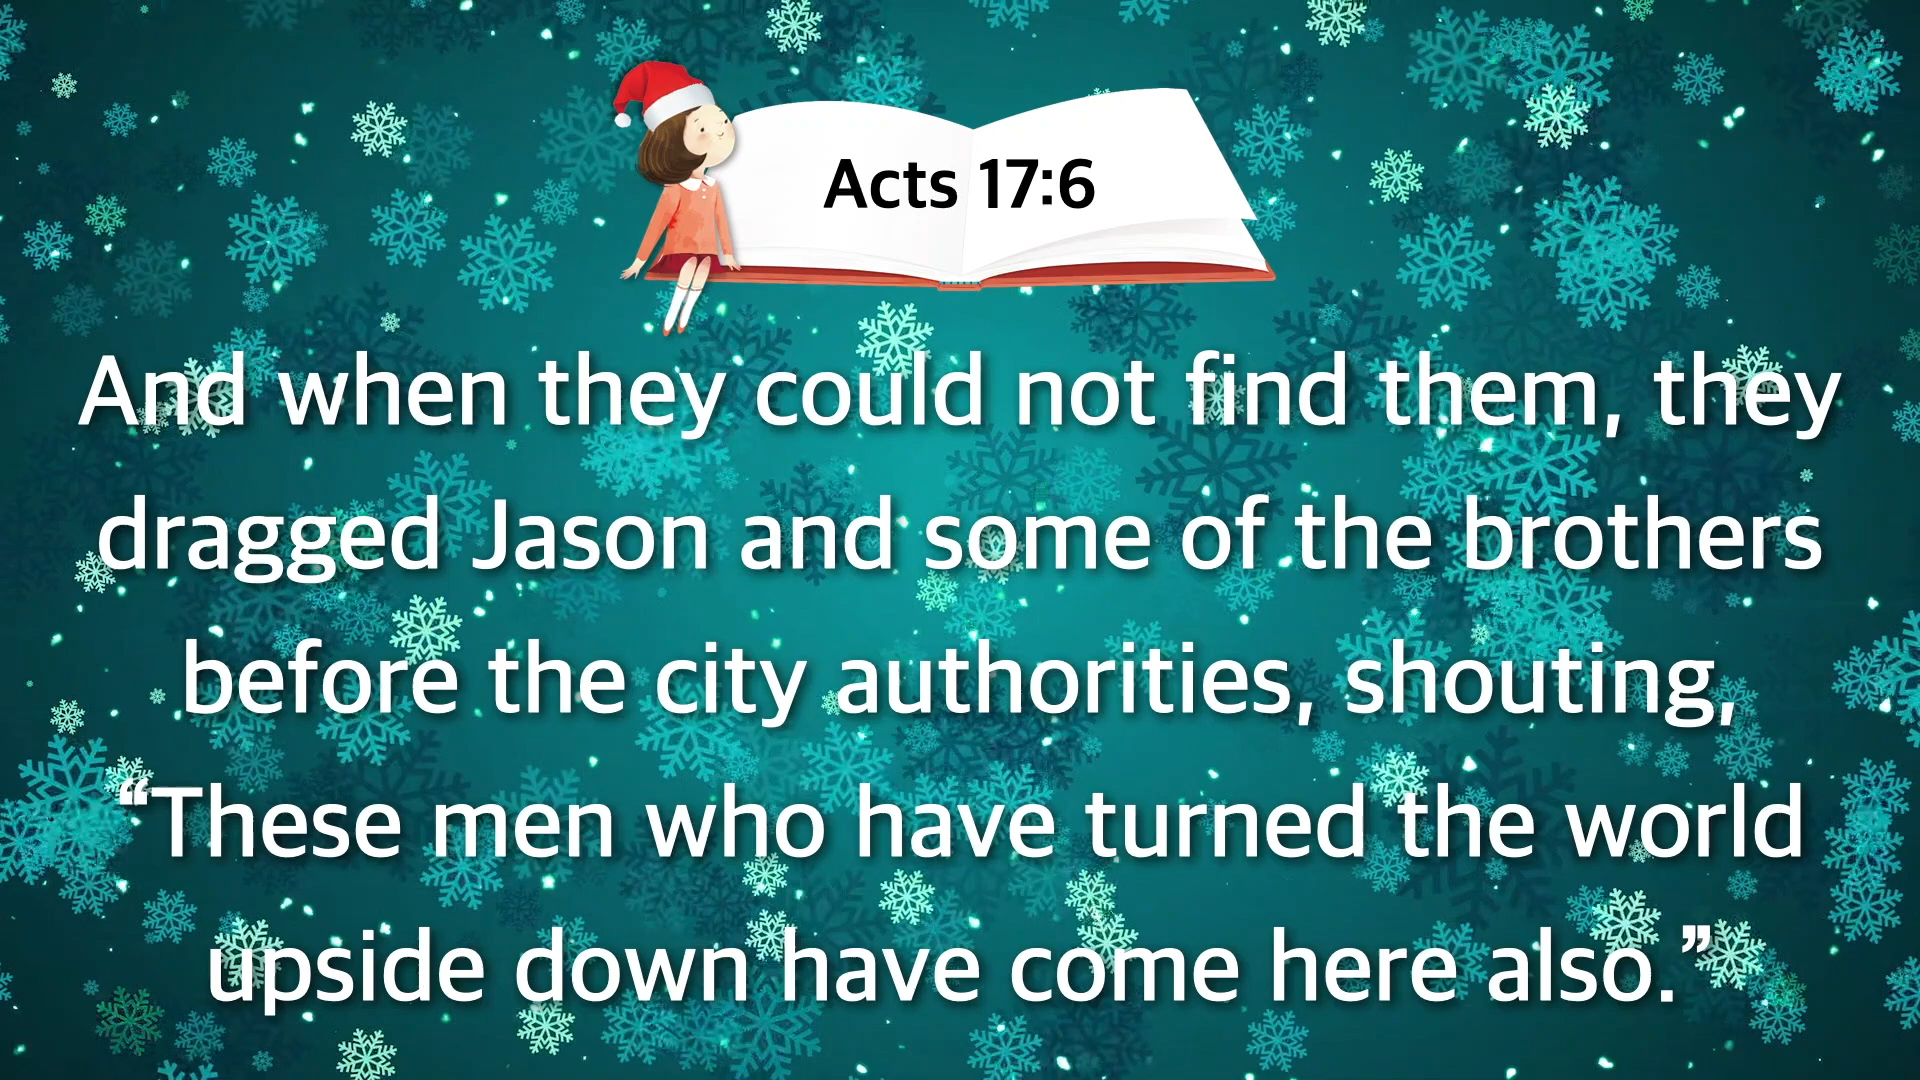 Acts 17:6
And when they could not find them, they
dragged Jason and some of the brothers
before the city authorities, shouting,
“These men who have turned the world
upside down have come here also.”